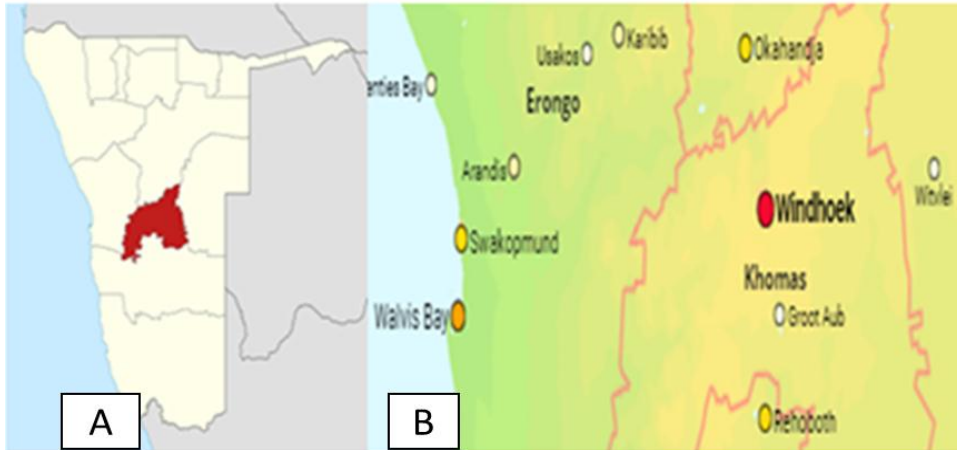 Karibib
Usakos
Okahandja
enties Bay
Erongo
Arandis
Witvlei
Windhoek
Swakopmund
Khomas
Walvis Bay
Groot Aub
Rehoboth
A
B